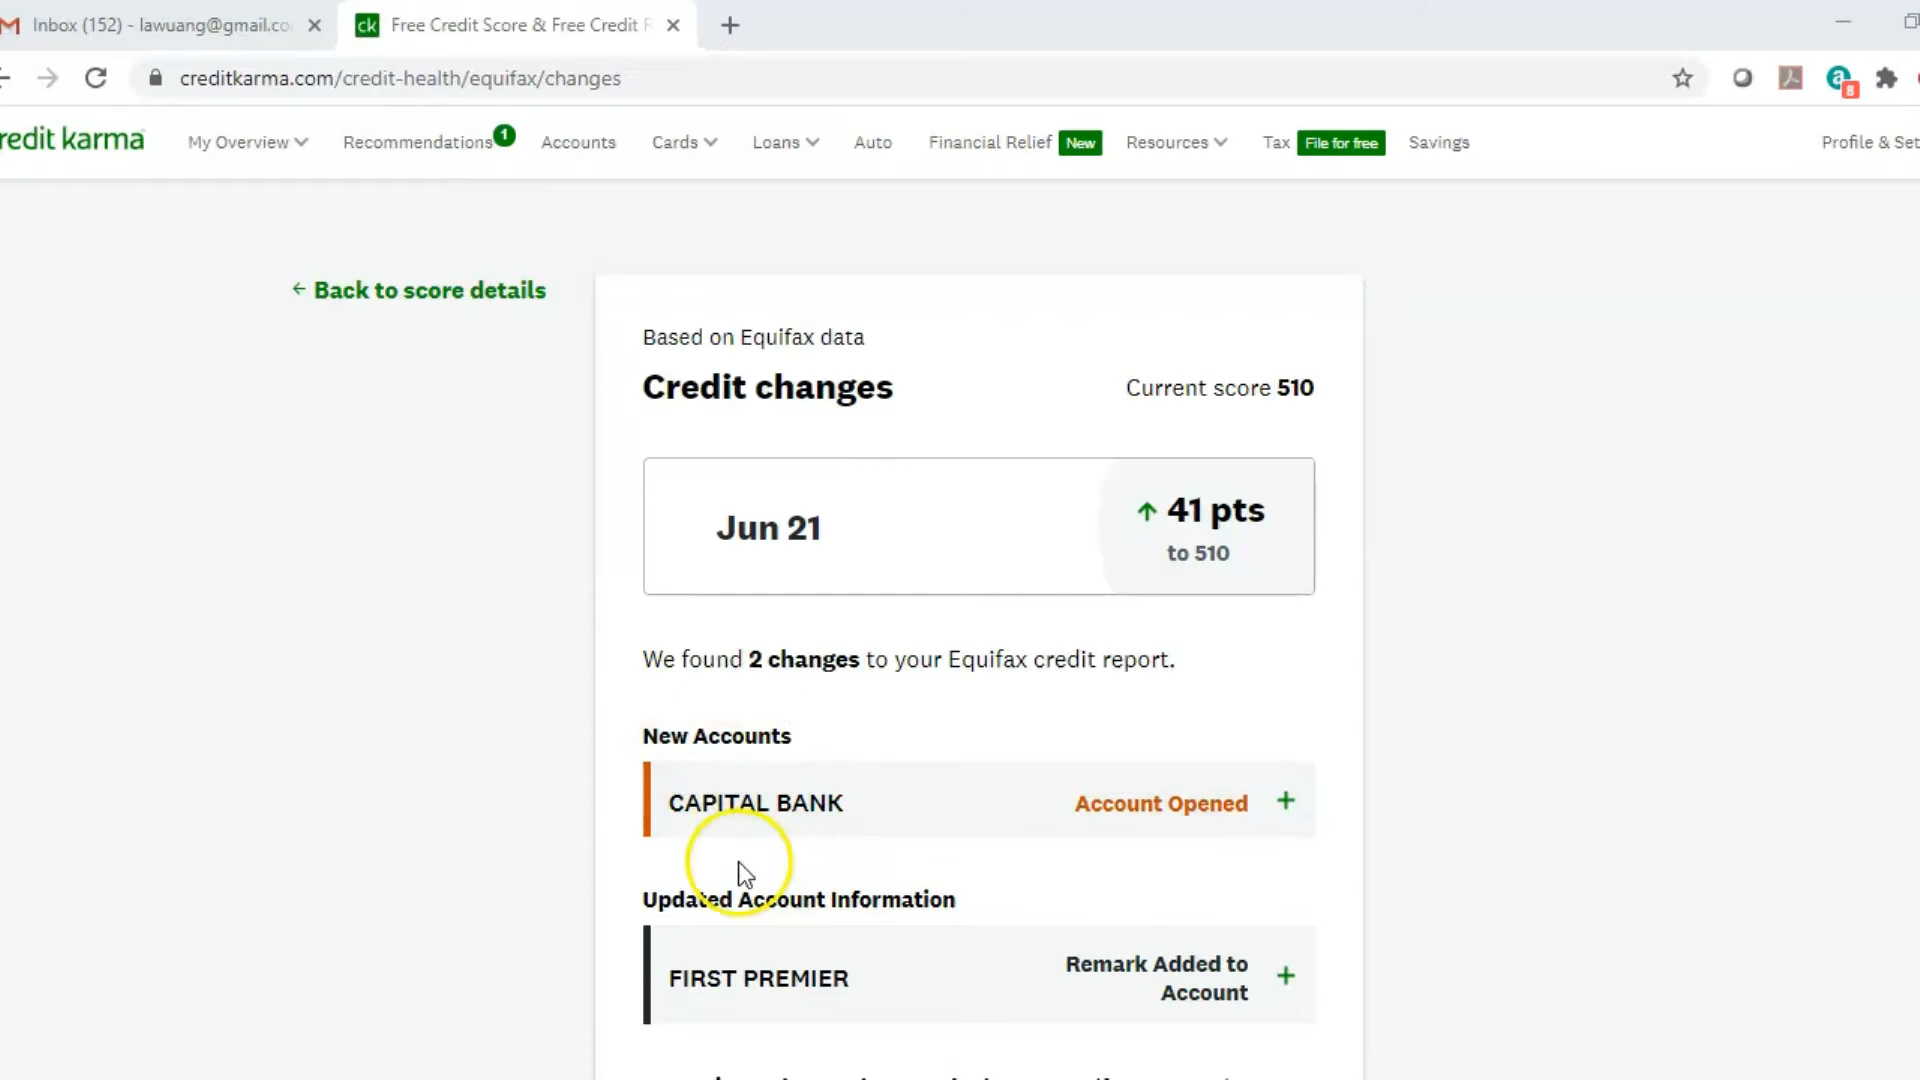 Inbox (152) - lawuang@gmail.co
Free Credit Score & Free Credit R
creditkarma.com/credit-health/equifax/changes
a
8
redit karma
My Overview
Recommendations
1
Accounts
Cards
Loans
Auto
Financial Relief New
Resources
Tax File for free
Savings
Profile & Set
← Back to score details
Based on Equifax data
Credit changes
Current score 510
Jun 21
↑ 41 pts
to 510
We found 2 changes to your Equifax credit report.
New Accounts
CAPITAL BANK
Account Opened +
Updated Account Information
FIRST PREMIER
Remark Added to
Account
+